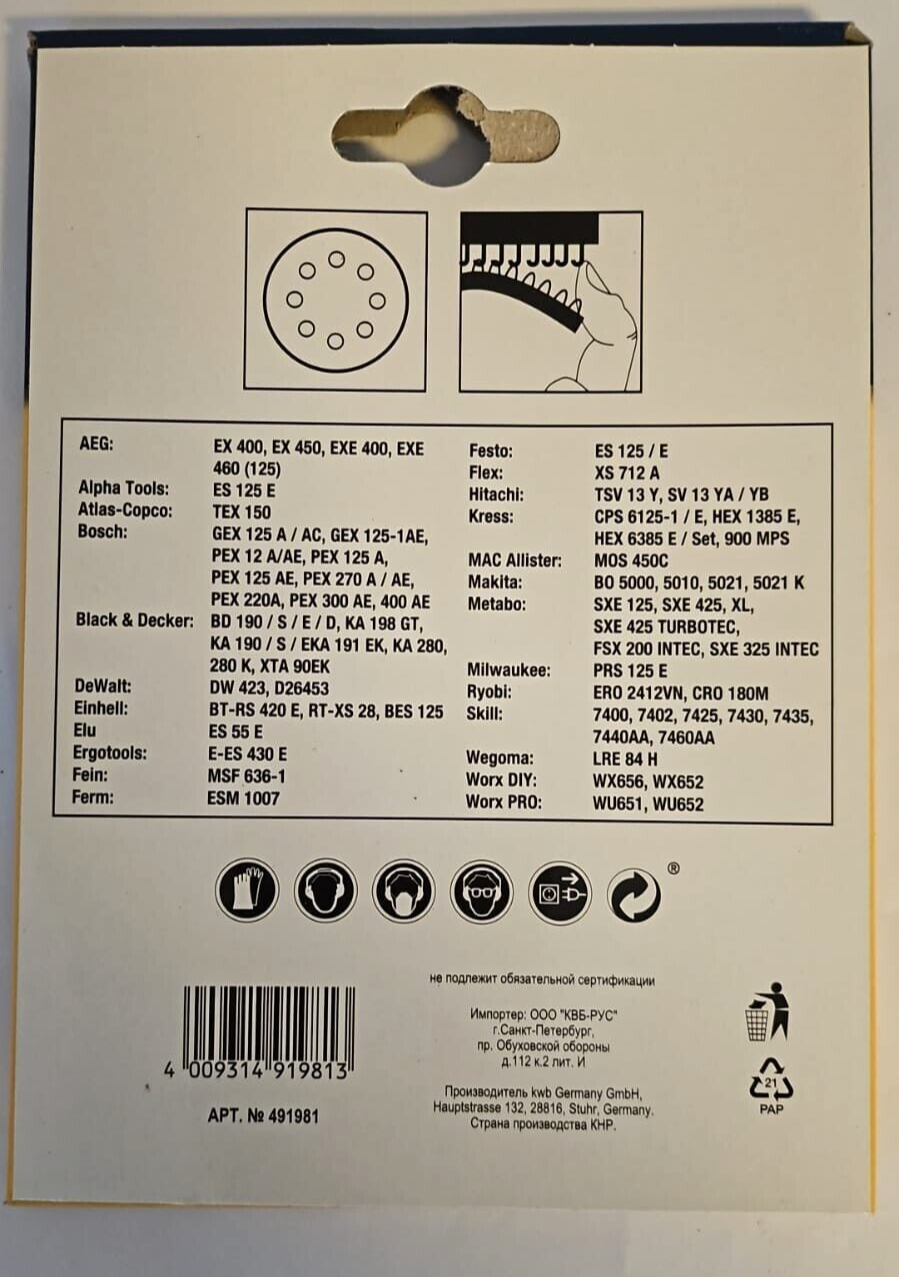 AEG: EX 400, EX 450, EXE 400, EXE
460 (125)
Alpha Tools: ES 125 E
Atlas-Copco: TEX 150
Bosch: GEX 125 A / AC, GEX 125-1AE,
PEX 12 A/AE, PEX 125 A,
PEX 125 AE, PEX 270 A / AE,
PEX 220A, PEX 300 AE, 400 AE
Black & Decker: BD 190 / S / E / D, KA 198 GT,
KA 190 / S / EKA 191 EK, KA 280,
280 K, XTA 90EK
DeWalt: DW 423, D26453
Einhell: BT-RS 420 E, RT-XS 28, BES 125
Elu ES 55 E
Ergotools: E-ES 430 E
Fein: MSF 636-1
Ferm: ESM 1007
Festo: ES 125 / E
Flex: XS 712 A
Hitachi: TSV 13 Y, SV 13 YA / YB
Kress: CPS 6125-1 / E, HEX 1385 E,
HEX 6385 E / Set, 900 MPS
MAC Allister: MOS 450C
Makita: BO 5000, 5010, 5021, 5021 K
Metabo: SXE 125, SXE 425, XL,
SXE 425 TURBOTEC,
FSX 200 INTEC, SXE 325 INTEC
Milwaukee: PRS 125 E
Ryobi: ERO 2412VN, CRO 180M
Skill: 7400, 7402, 7425, 7430, 7435,
7440AA, 7460AA
Wegoma: LRE 84 H
Worx DIY: WX656, WX652
Worx PRO: WU651, WU652
®
4 009314 919813
АРТ. № 491981
не подлежит обязательной сертификации
Импортер: ООО "КВБ-РУС"
г.Санкт-Петербург,
пр. Обуховской обороны
д.112 к.2 лит. И
Производитель kwb Germany GmbH,
Hauptstrasse 132, 28816, Stuhr, Germany.
Страна производства КНР.
21
PAP